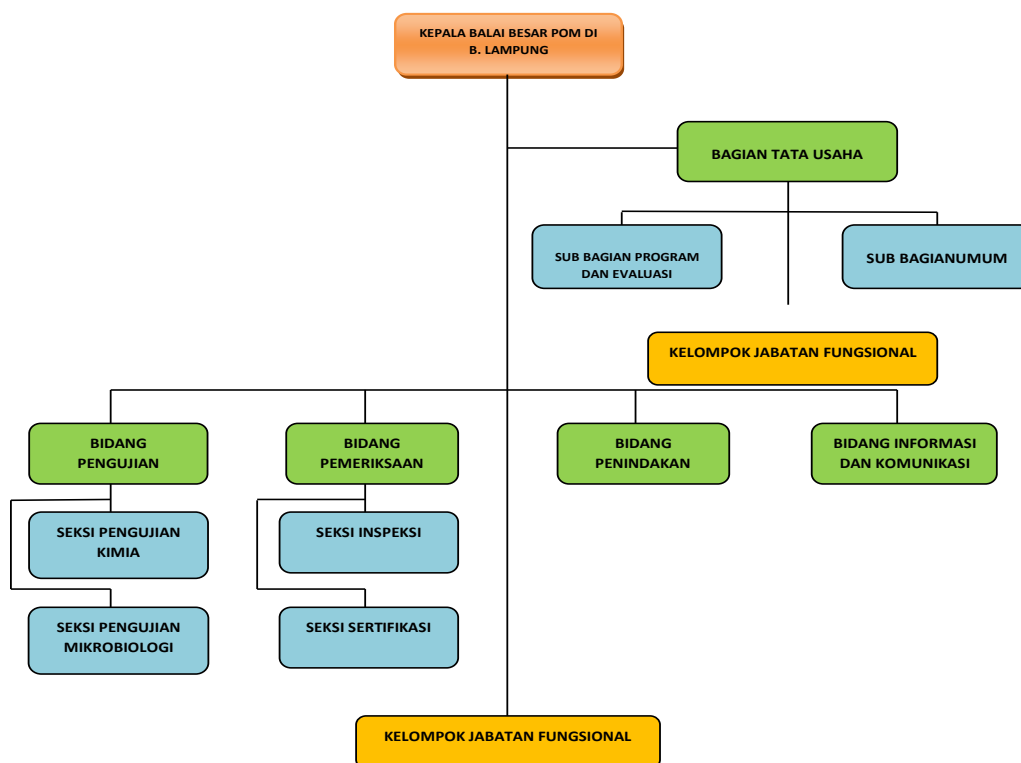 KEPALA BALAI BESAR POM DI
B. LAMPUNG
BAGIAN TATA USAHA
SUB BAGIAN PROGRAM
DAN EVALUASI
SUB BAGIANUMUM
KELOMPOK JABATAN FUNGSIONAL
BIDANG
PENGUJIAN
BIDANG
PEMERIKSAAN
BIDANG
PENINDAKAN
BIDANG INFORMASI
DAN KOMUNIKASI
SEKSI PENGUJIAN
KIMIA
SEKSI INSPEKSI
SEKSI PENGUJIAN
MIKROBIOLOGI
SEKSI SERTIFIKASI
KELOMPOK JABATAN FUNGSIONAL